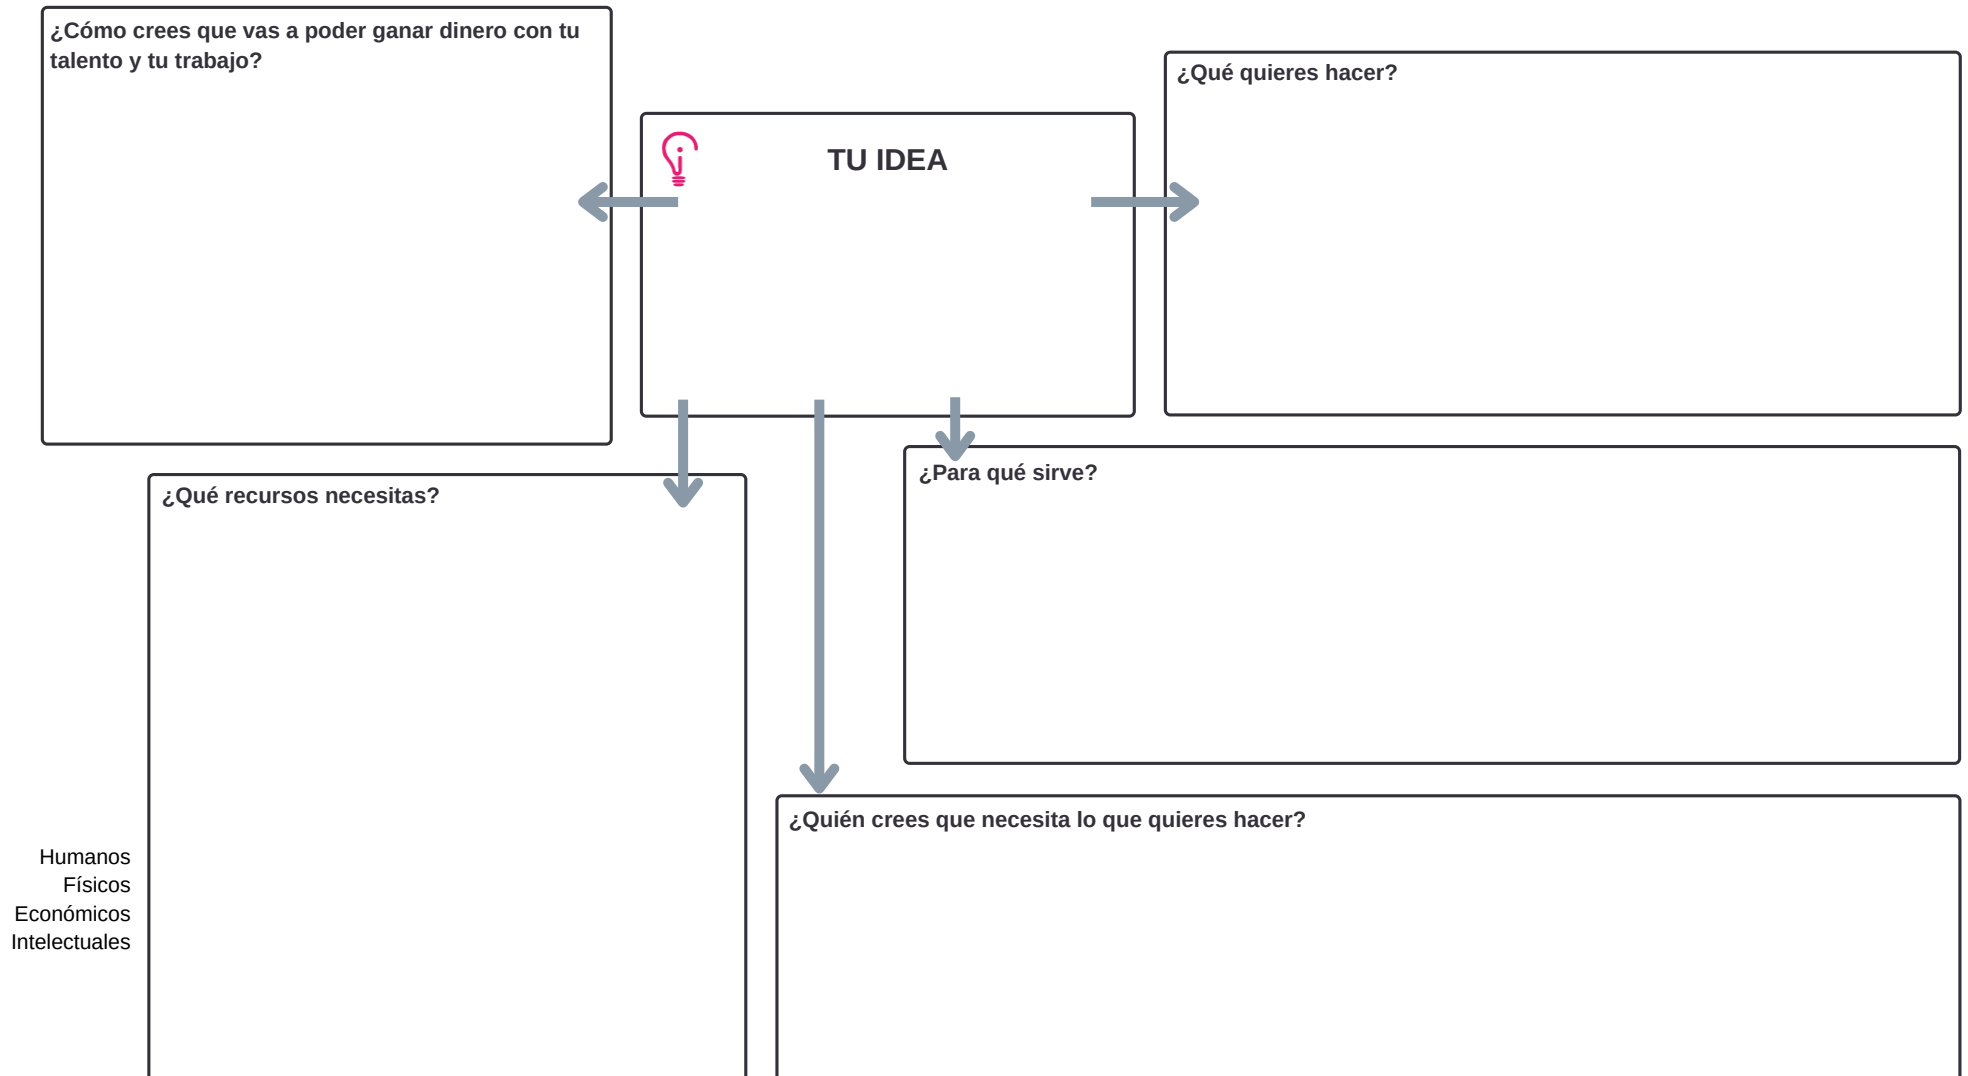 ¿Cómo crees que vas a poder ganar dinero con tu
talento y tu trabajo?
¿Qué quieres hacer?
TU IDEA
¿Para qué sirve?
¿Qué recursos necesitas?
¿Quién crees que necesita lo que quieres hacer?
Humanos
Físicos
Económicos
Intelectuales